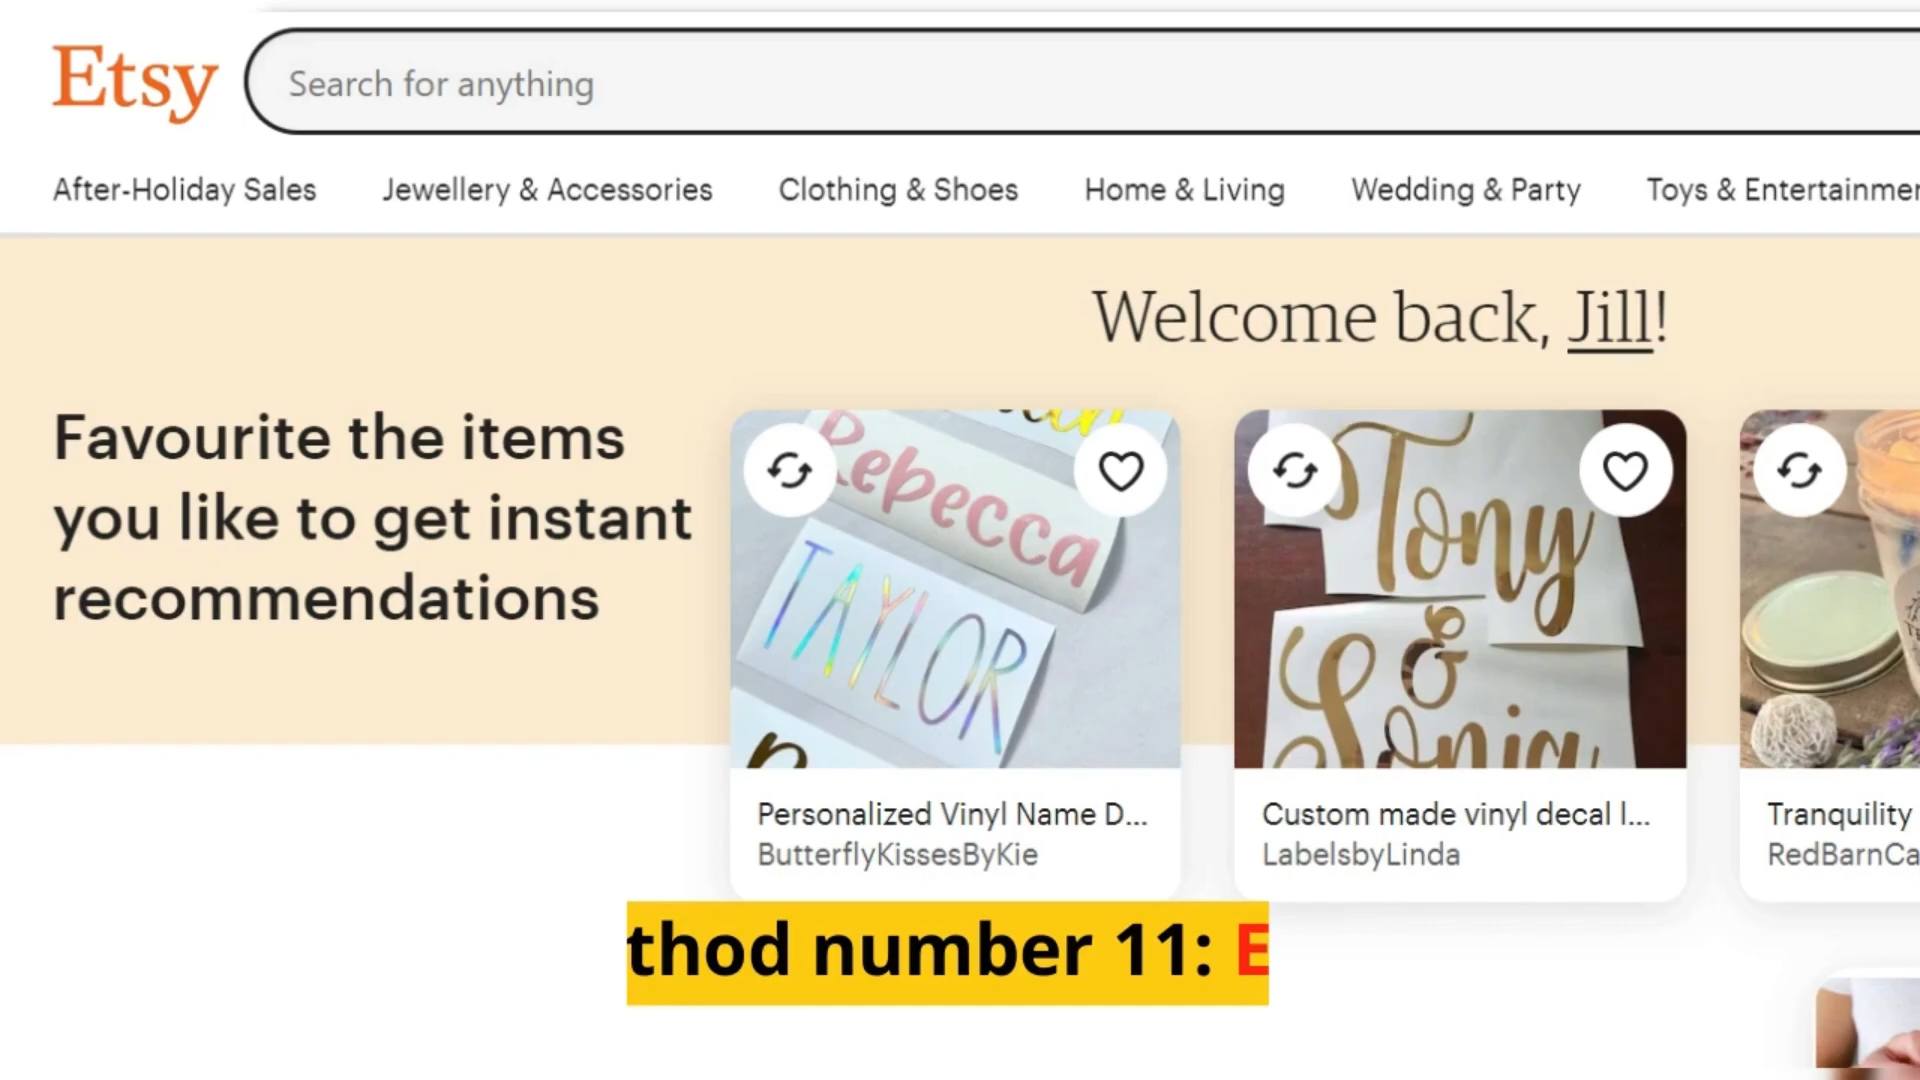 Etsy
Search for anything
After-Holiday Sales
Jewellery & Accessories
Clothing & Shoes
Home & Living
Wedding & Party
Toys & Entertainmen
Welcome back, Jill!
Favourite the items
you like to get instant
recommendations
Rebecca
TAYLOR
Tony
&
Sonia
Personalized Vinyl Name D...
ButterflyKissesByKie
Custom made vinyl decal l...
LabelsbyLinda
Tranquility
RedBarnCa
thod number 11: E